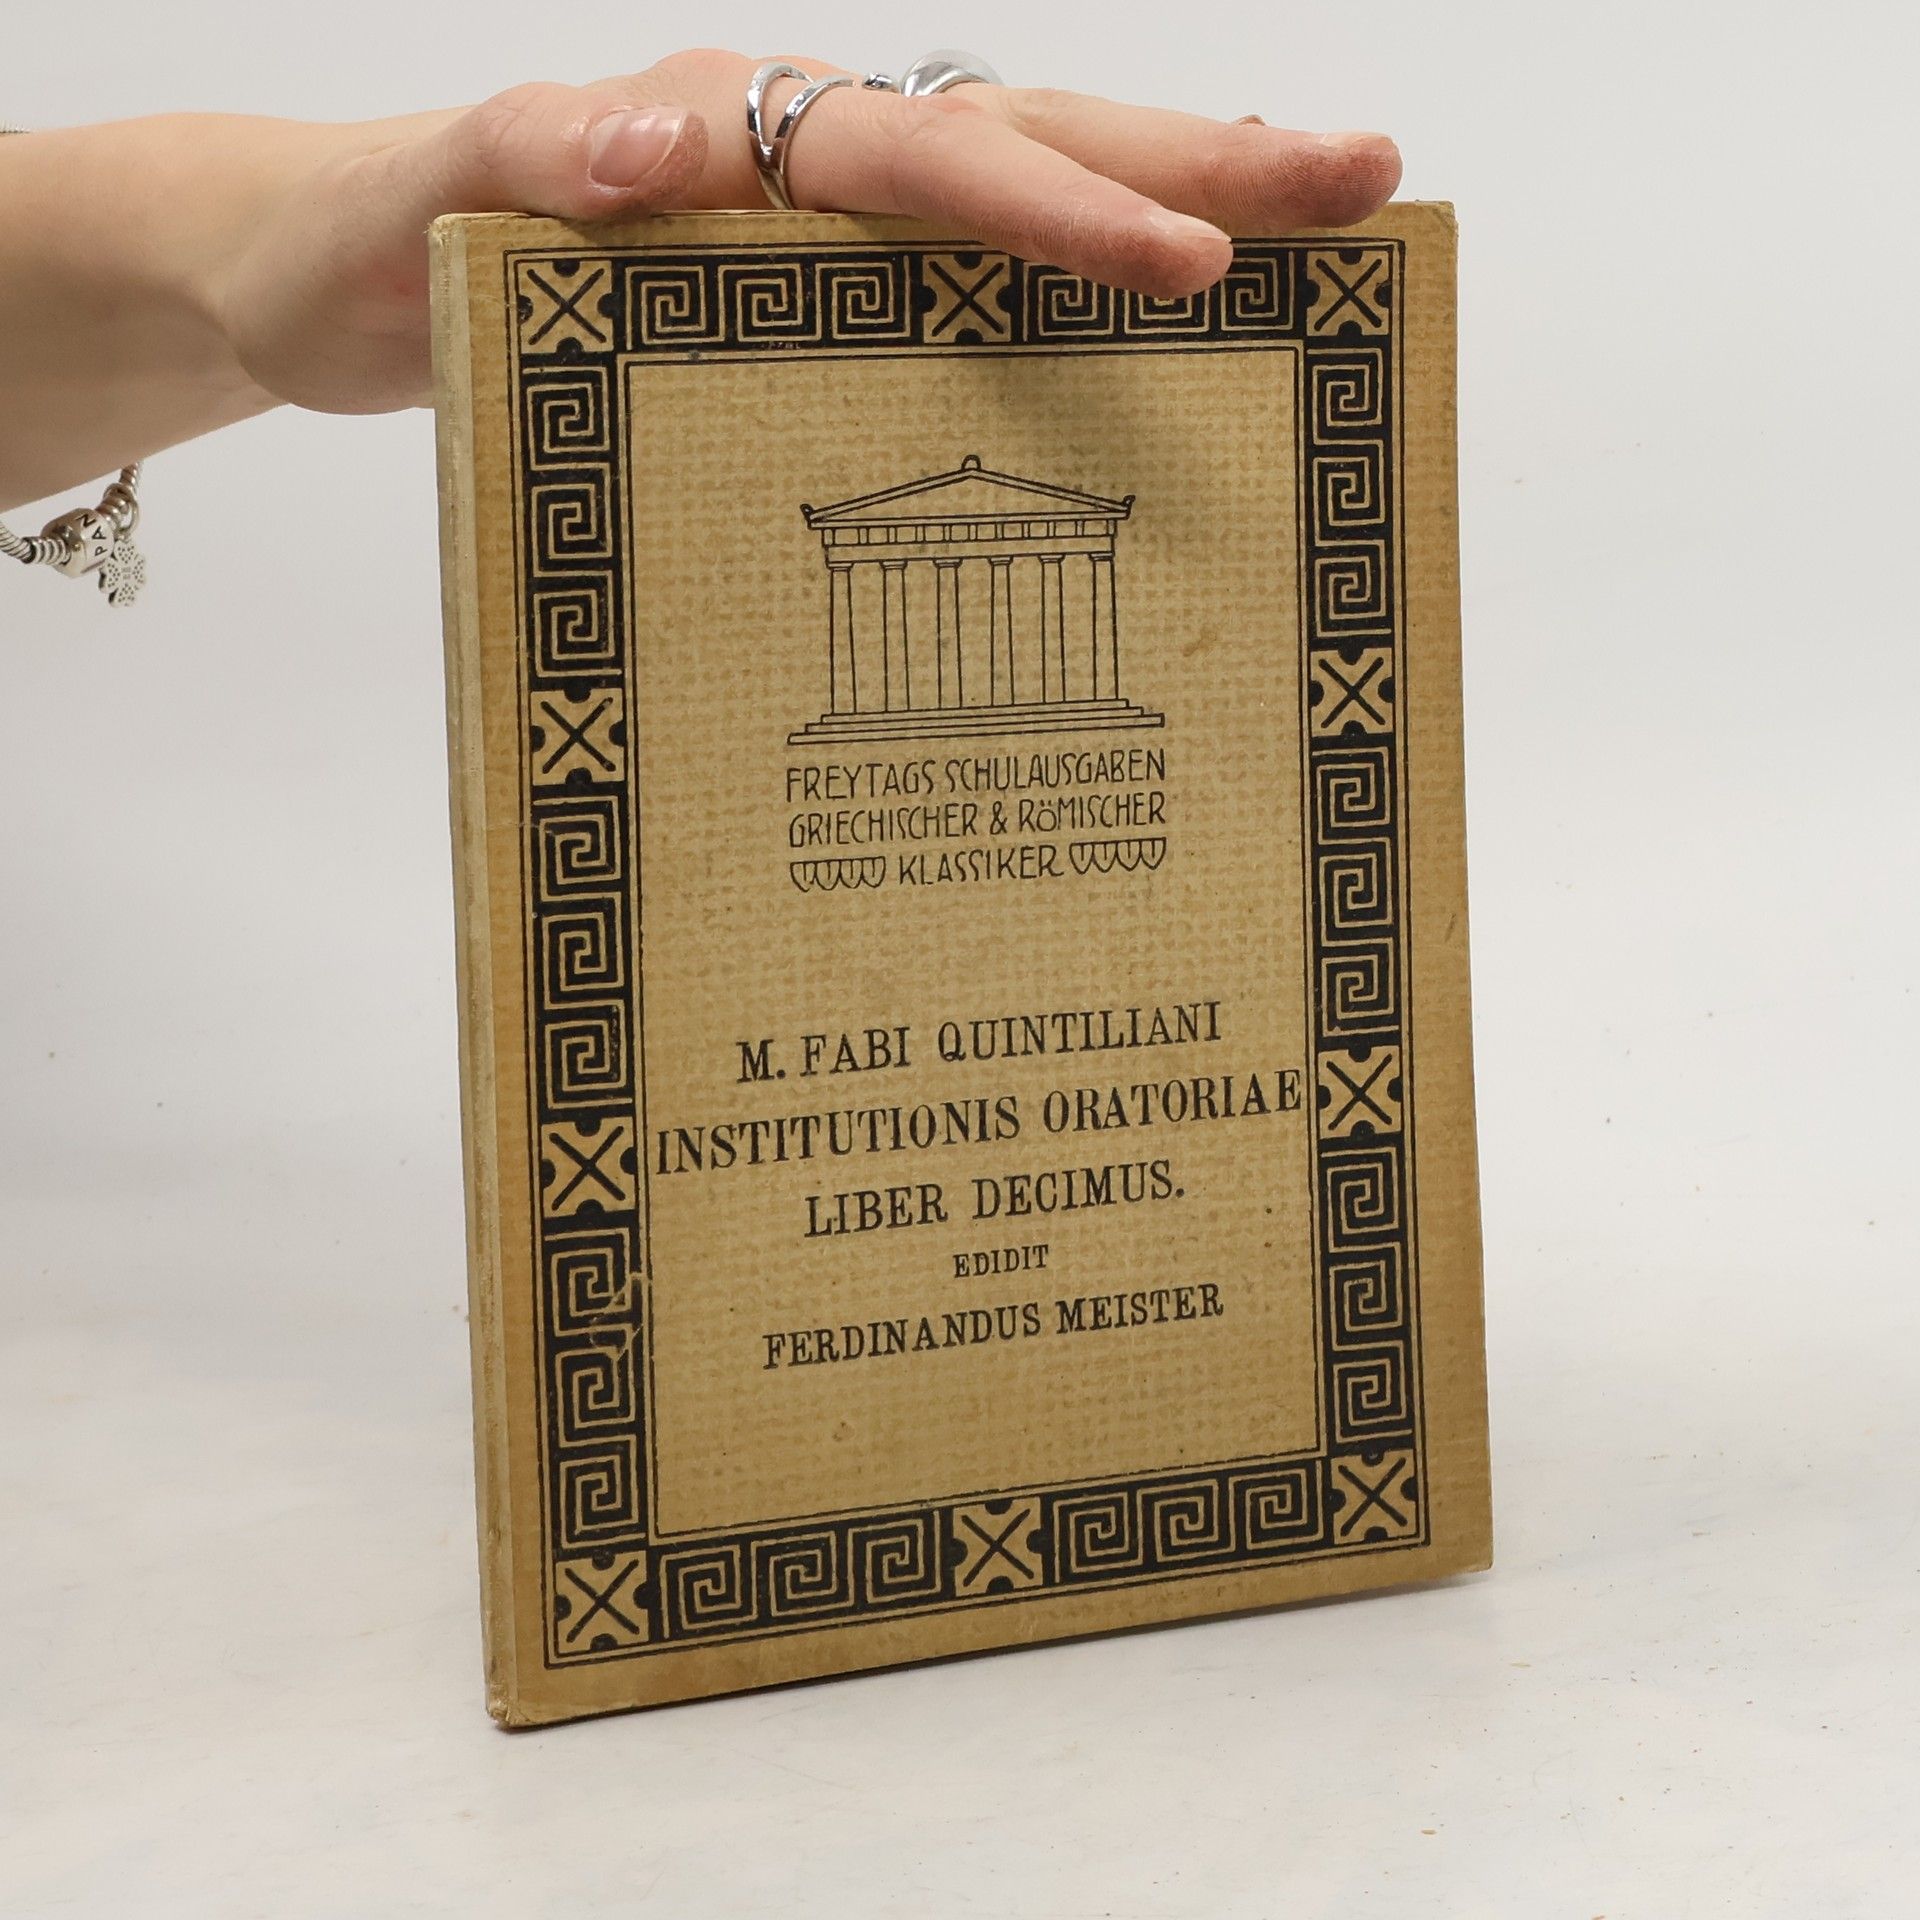 FREYTAGS SCHULAUSGABEN
GRIECHISCHER & RÖMISCHER
KLASSIKER
M. FABI QUINTILIANI
INSTITUTIONIS ORATORIAE
LIBER DECIMUS.
EDIDIT
FERDINANDUS MEISTER